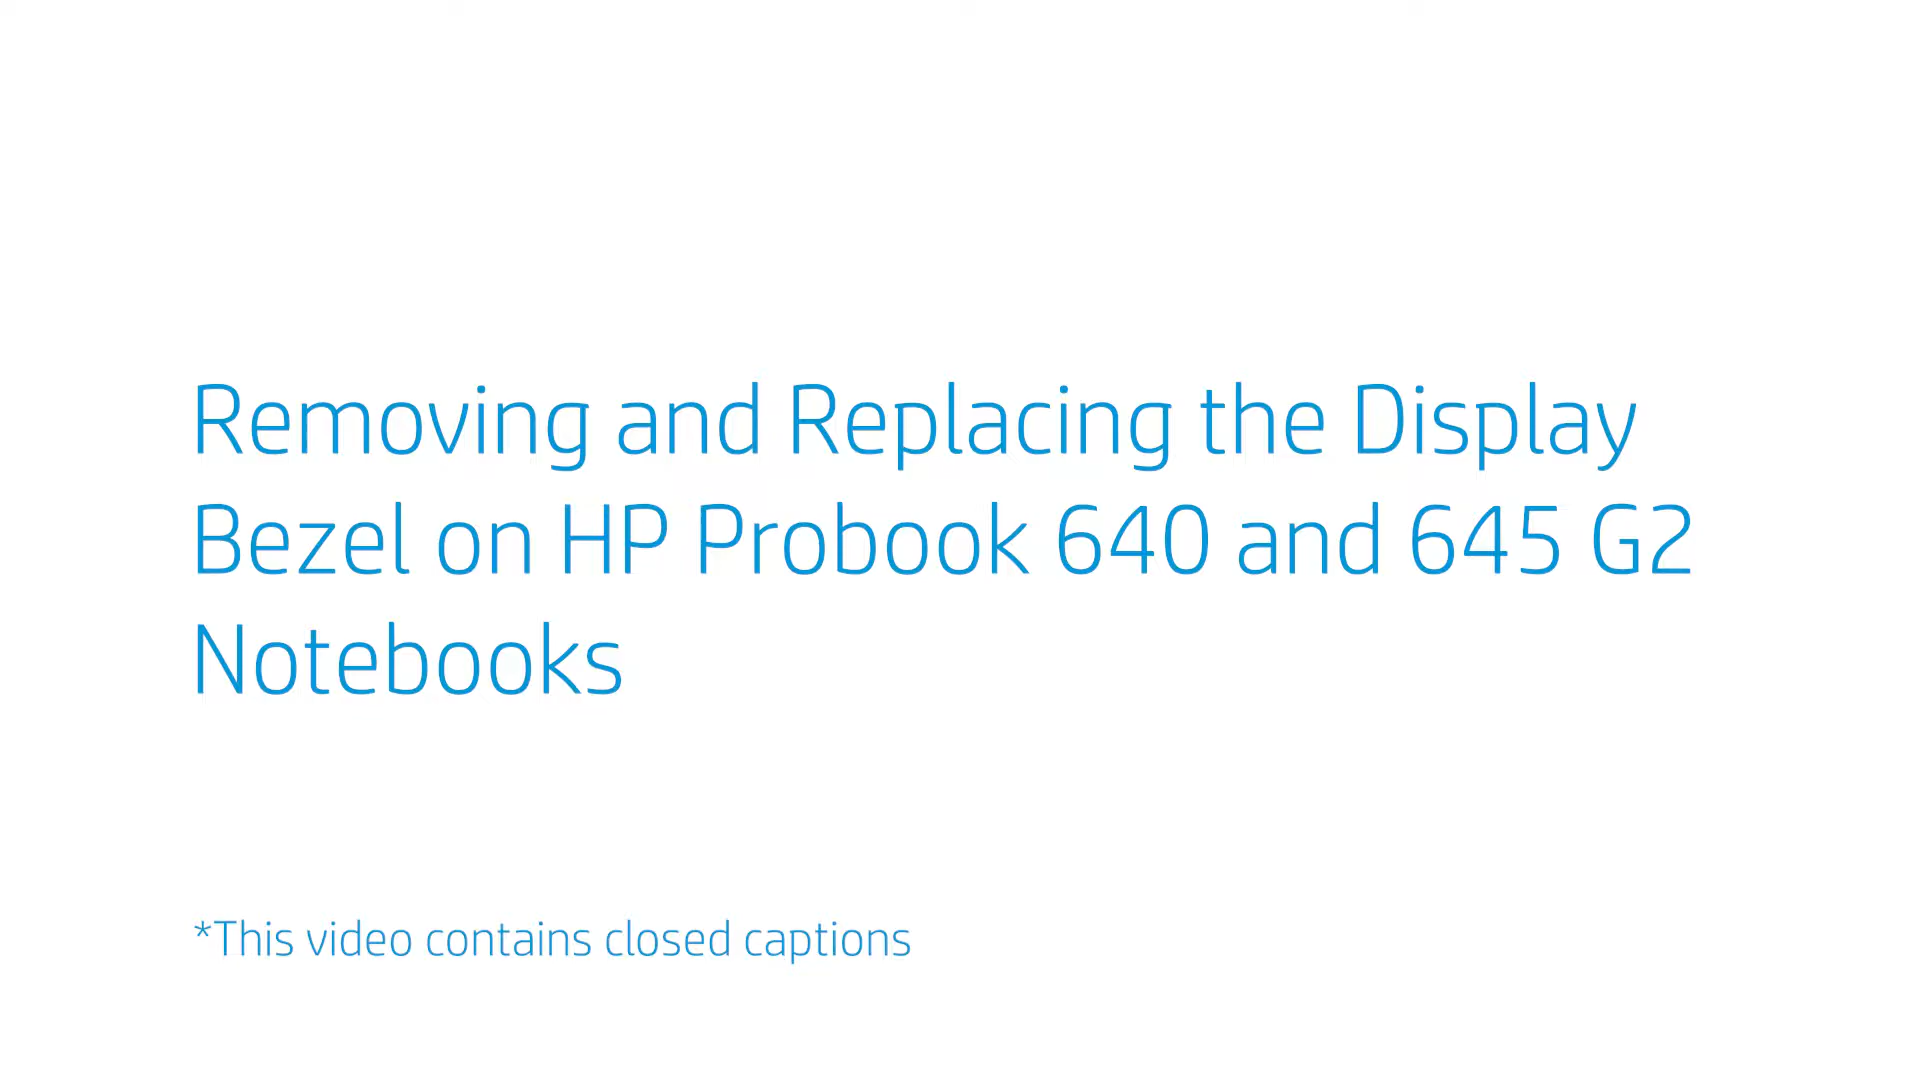 Removing and Replacing the Display
Bezel on HP Probook 640 and 645 G2
Notebooks
*This video contains closed captions